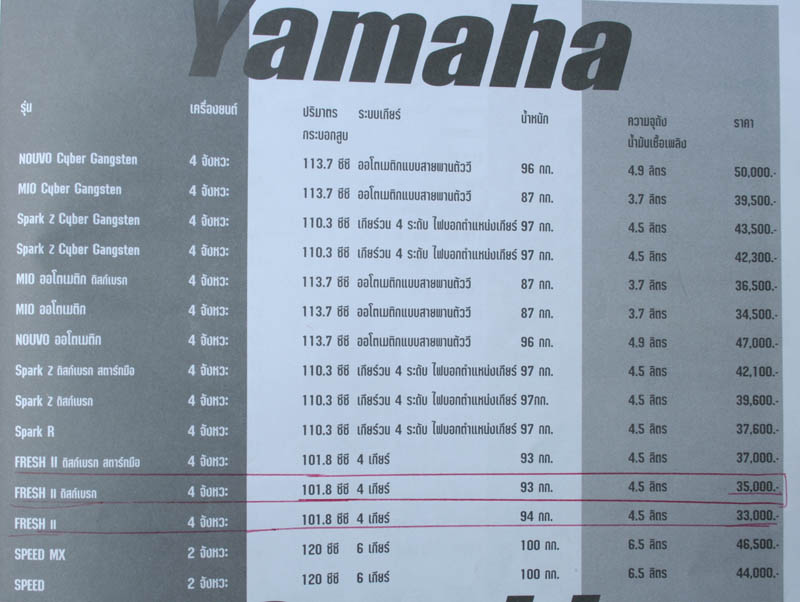 Yamaha
รุ่น เครื่องยนต์ ปริมาตร ระบบเกียร์ น้ำหนัก ความจุถัง ราคา
กระบอกสูบ น้ำมันเชื้อเพลิง
NOUVO Cyber Gangsten 4 จังหวะ 113.7 ซีซี ออโตเมติกแบบสายพานตัววี 96 กก. 4.9 ลิตร 50,000.-
MIO Cyber Gangsten 4 จังหวะ 113.7 ซีซี ออโตเมติกแบบสายพานตัววี 87 กก. 3.7 ลิตร 39,500.-
Spark Z Cyber Gangsten 4 จังหวะ 110.3 ซีซี เกียร์วน 4 ระดับ ไฟบอกตำแหน่งเกียร์ 97 กก. 4.5 ลิตร 43,500.-
Spark Z Cyber Gangsten 4 จังหวะ 110.3 ซีซี เกียร์วน 4 ระดับ ไฟบอกตำแหน่งเกียร์ 97 กก. 4.5 ลิตร 42,300.-
MIO ออโตเมติก ดิสก์เบรก 4 จังหวะ 113.7 ซีซี ออโตเมติกแบบสายพานตัววี 87 กก. 3.7 ลิตร 36,500.-
MIO ออโตเมติก 4 จังหวะ 113.7 ซีซี ออโตเมติกแบบสายพานตัววี 87 กก. 3.7 ลิตร 34,500.-
NOUVO ออโตเมติก 4 จังหวะ 113.7 ซีซี ออโตเมติกแบบสายพานตัววี 96 กก. 4.9 ลิตร 47,000.-
Spark Z ดิสก์เบรก สตาร์ทมือ 4 จังหวะ 110.3 ซีซี เกียร์วน 4 ระดับ ไฟบอกตำแหน่งเกียร์ 97 กก. 4.5 ลิตร 42,100.-
Spark Z ดิสก์เบรก 4 จังหวะ 110.3 ซีซี เกียร์วน 4 ระดับ ไฟบอกตำแหน่งเกียร์ 97กก. 4.5 ลิตร 39,600.-
Spark R 4 จังหวะ 110.3 ซีซี เกียร์วน 4 ระดับ ไฟบอกตำแหน่งเกียร์ 97 กก. 4.5 ลิตร 37,600.-
FRESH II ดิสก์เบรก สตาร์ทมือ 4 จังหวะ 101.8 ซีซี 4 เกียร์ 93 กก. 4.5 ลิตร 37,000.-
FRESH II ดิสก์เบรก 4 จังหวะ 101.8 ซีซี 4 เกียร์ 93 กก. 4.5 ลิตร 35,000.-
FRESH II 4 จังหวะ 101.8 ซีซี 4 เกียร์ 94 กก. 4.5 ลิตร 33,000.-
SPEED MX 2 จังหวะ 120 ซีซี 6 เกียร์ 100 กก. 6.5 ลิตร 46,500.-
SPEED 2 จังหวะ 120 ซีซี 6 เกียร์ 100 กก. 6.5 ลิตร 44,000.-